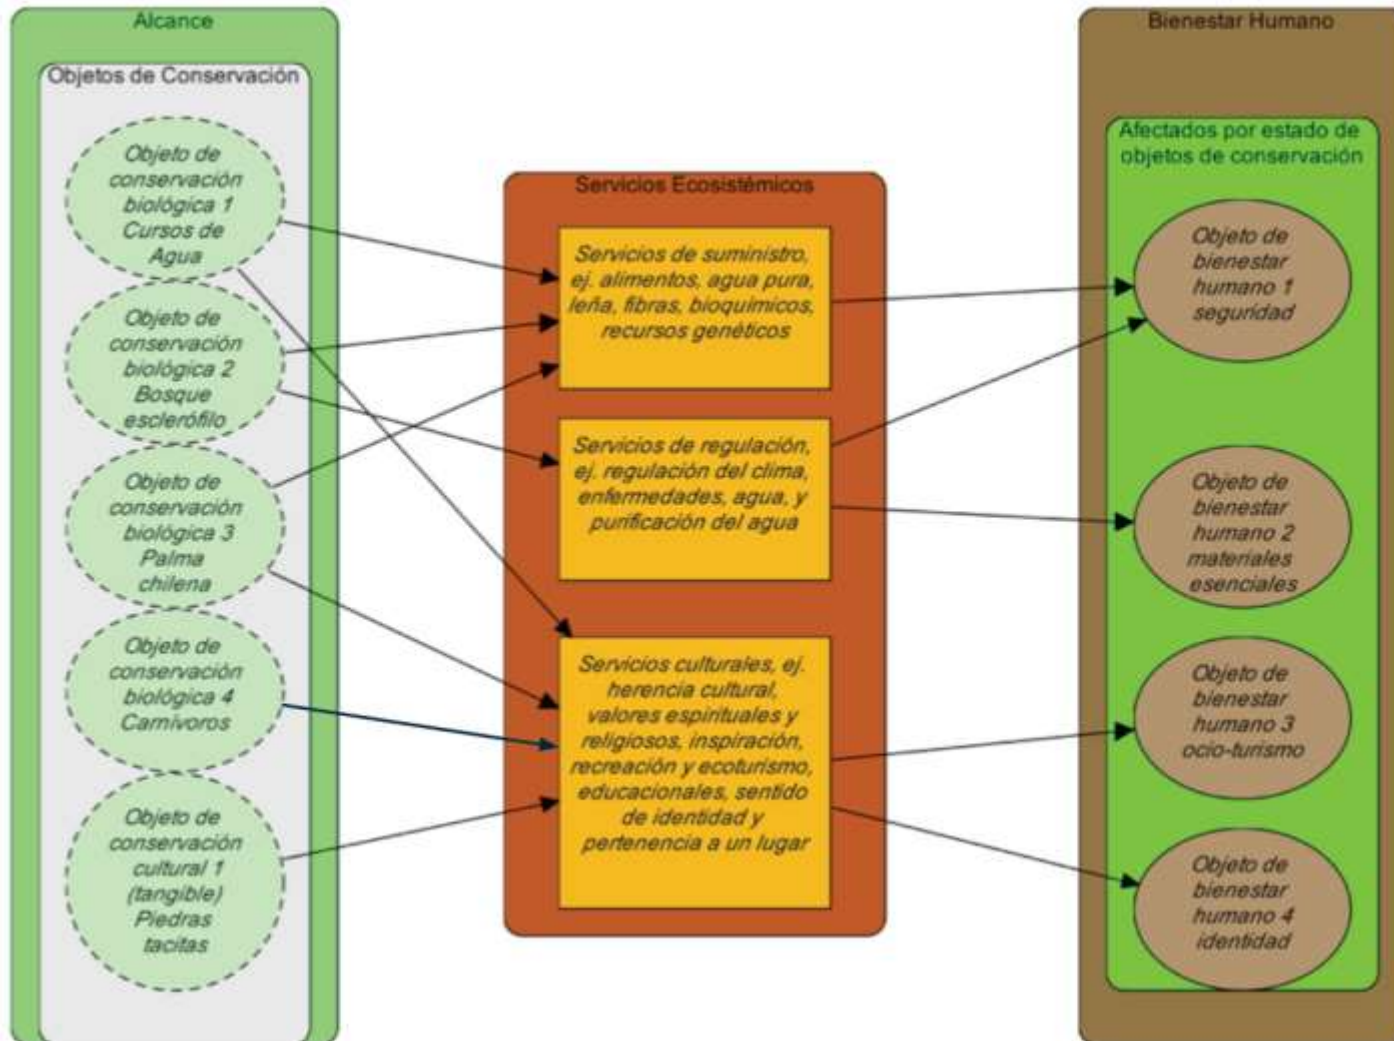 Alcance
Objetos de Conservación
Objeto de
conservación
biológica 1
Cursos de
Agua
Objeto de
conservación
biológica 2
Bosque
esclerófilo
Objeto de
conservación
biológica 3
Palma
chilena
Objeto de
conservación
biológica 4
Carnívoros
Objeto de
conservación
cultural 1
(tangible)
Piedras
tacitas
Servicios Ecosistémicos
Servicios de suministro,
ej. alimentos, agua pura,
leña, fibras, bioquímicos,
recursos genéticos
Servicios de regulación,
ej. regulación del clima,
enfermedades, agua, y
purificación del agua
Servicios culturales, ej.
herencia cultural,
valores espirituales y
religiosos, inspiración,
recreación y ecoturismo,
educacionales, sentido
de identidad y
pertenencia a un lugar
Bienestar Humano
Afectados por estado de
objetos de conservación
Objeto de
bienestar
humano 1
seguridad
Objeto de
bienestar
humano 2
materiales
esenciales
Objeto de
bienestar
humano 3
ocio-turismo
Objeto de
bienestar
humano 4
identidad